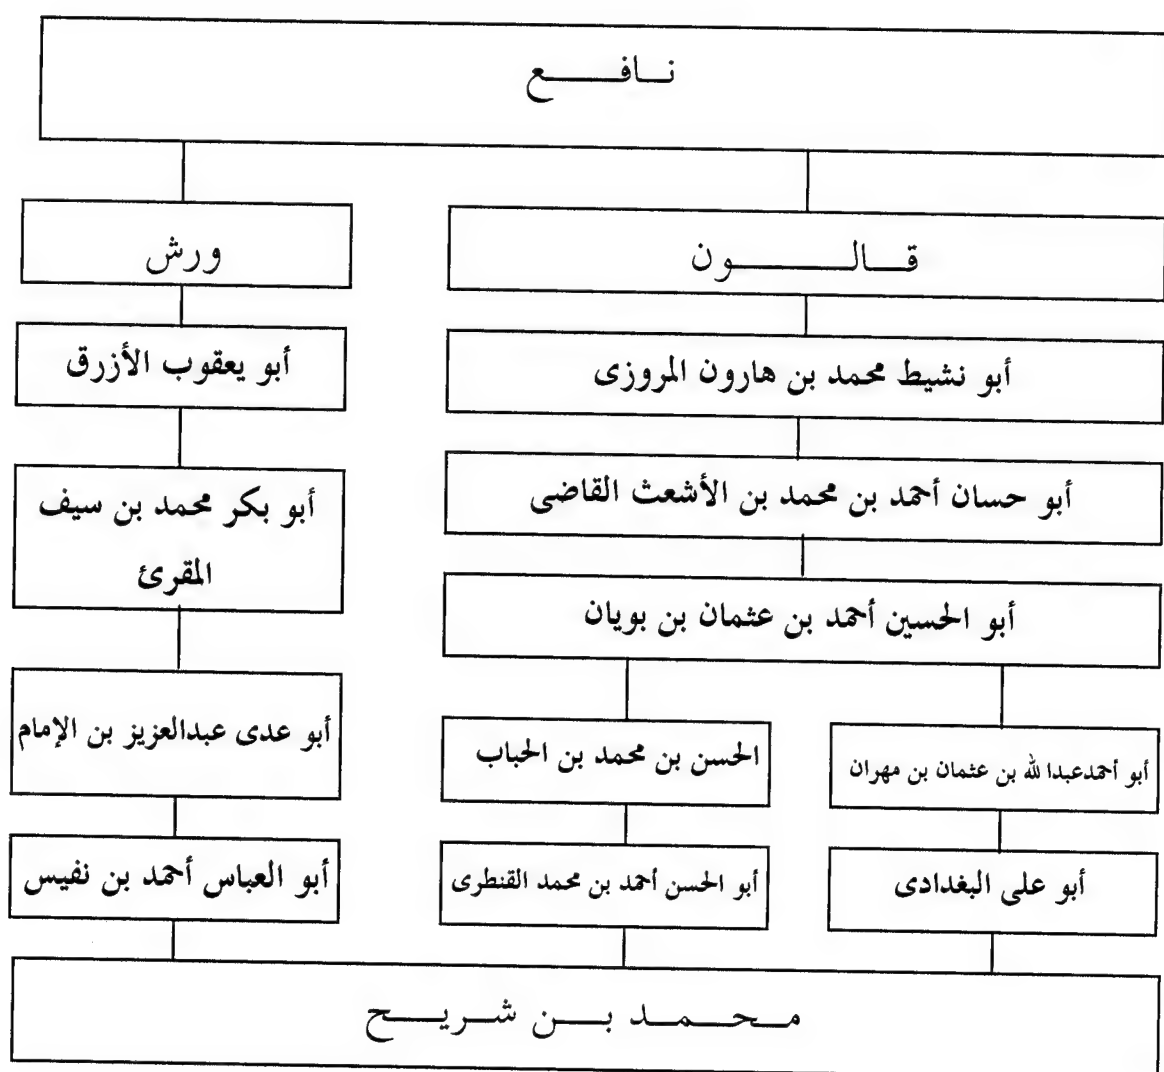 نافع
قالون
ورش
أبو نشيط محمد بن هارون المروزى
أبو يعقوب الأزرق
أبو حسان أحمد بن محمد بن الأشعث القاضى
أبو بكر محمد بن سيف
المقرئ
أبو الحسين أحمد بن عثمان بن بويان
أبو أحمدعبدا لله بن عثمان بن مهران
الحسن بن محمد بن الحباب
أبو عدى عبدالعزيز بن الإمام
أبو على البغدادى
أبو الحسن أحمد بن محمد القنطرى
أبو العباس أحمد بن نفيس
محمد بن شريح